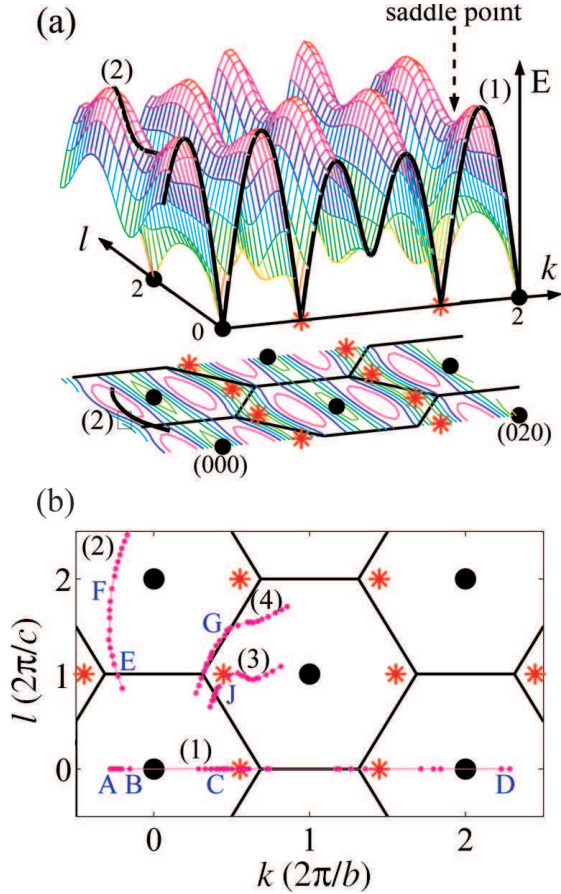 (a)
saddle point
(2)
(1)
E
l
k
2
0
2
(2)
(000)
(020)
(b)
(2)
2
F
(4)
G
E
(3)
1
J
(1)
0
A B C D
0 1 2
l (2π/c)
k (2π/b)